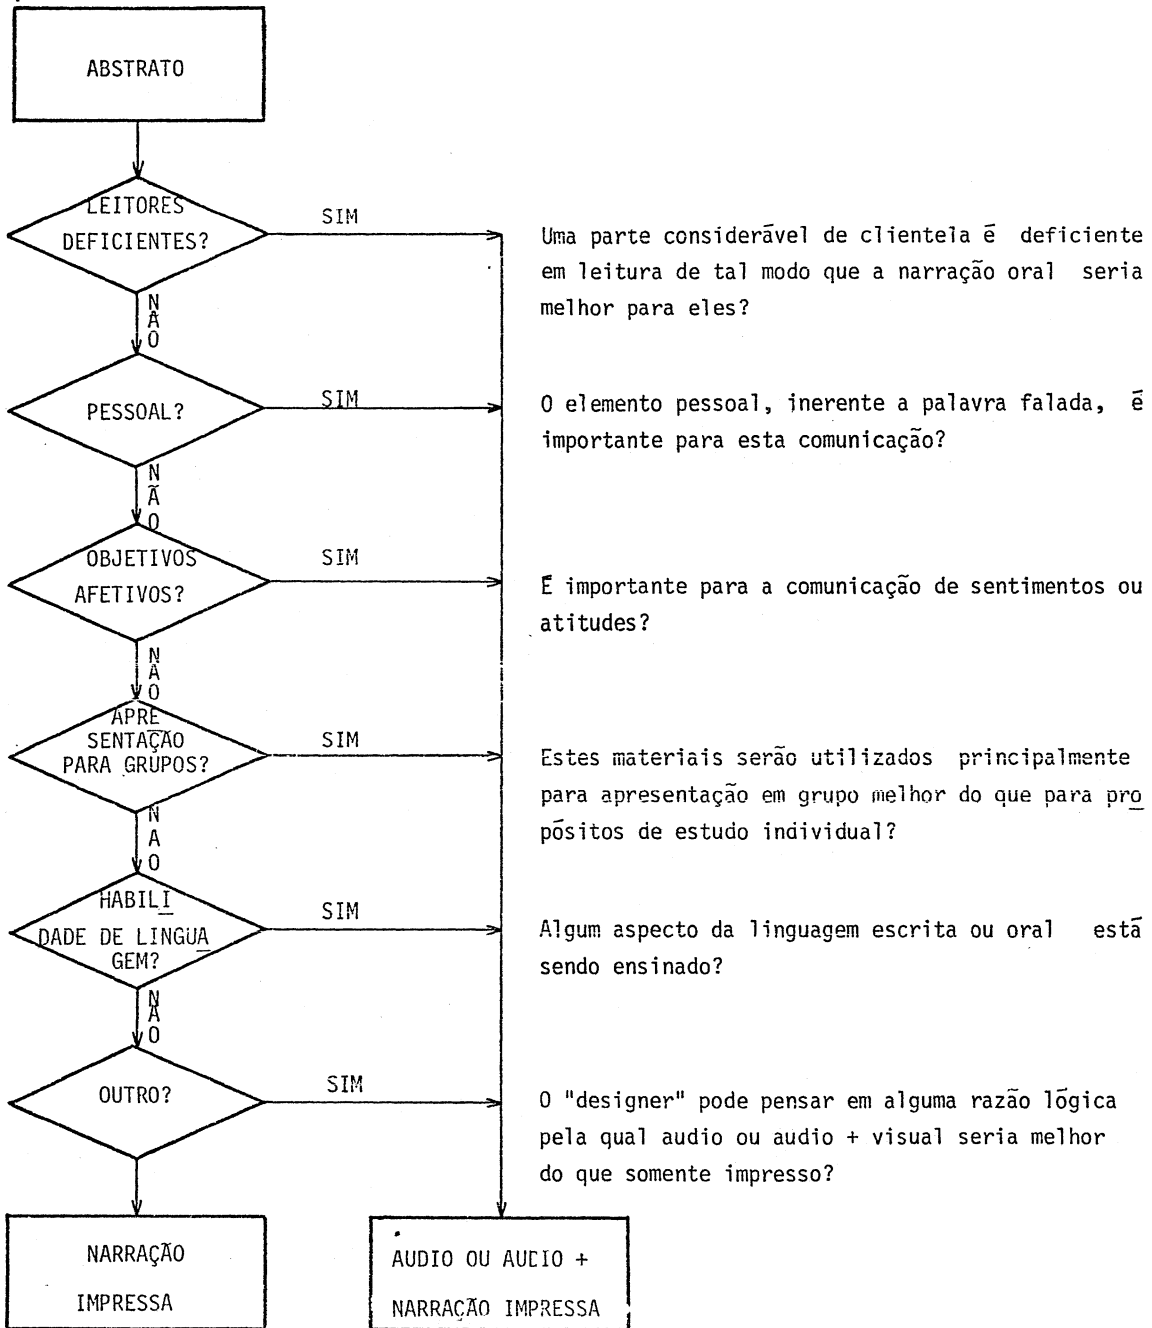 ABSTRATO
LEITORES
DEFICIENTES?
SIM
Uma parte considerável de clientela é deficiente
em leitura de tal modo que a narração oral seria
melhor para eles?
NÃO
PESSOAL?
SIM
O elemento pessoal, inerente a palavra falada, é
importante para esta comunicação?
NÃO
OBJETIVOS
AFETIVOS?
SIM
É importante para a comunicação de sentimentos ou
atitudes?
NAO
APRE
SENTAÇÃO
PARA GRUPOS?
SIM
Estes materiais serão utilizados principalmente
para apresentação em grupo melhor do que para pro
pósitos de estudo individual?
NAO
HABILI
DADE DE LINGUA
GEM?
SIM
Algum aspecto da linguagem escrita ou oral está
sendo ensinado?
NÃO
OUTRO?
SIM
O "designer" pode pensar em alguma razão lógica
pela qual audio ou audio + visual seria melhor
do que somente impresso?
NARRAÇÃO
IMPRESSA
AUDIO OU AUDIO +
NARRAÇÃO IMPRESSA